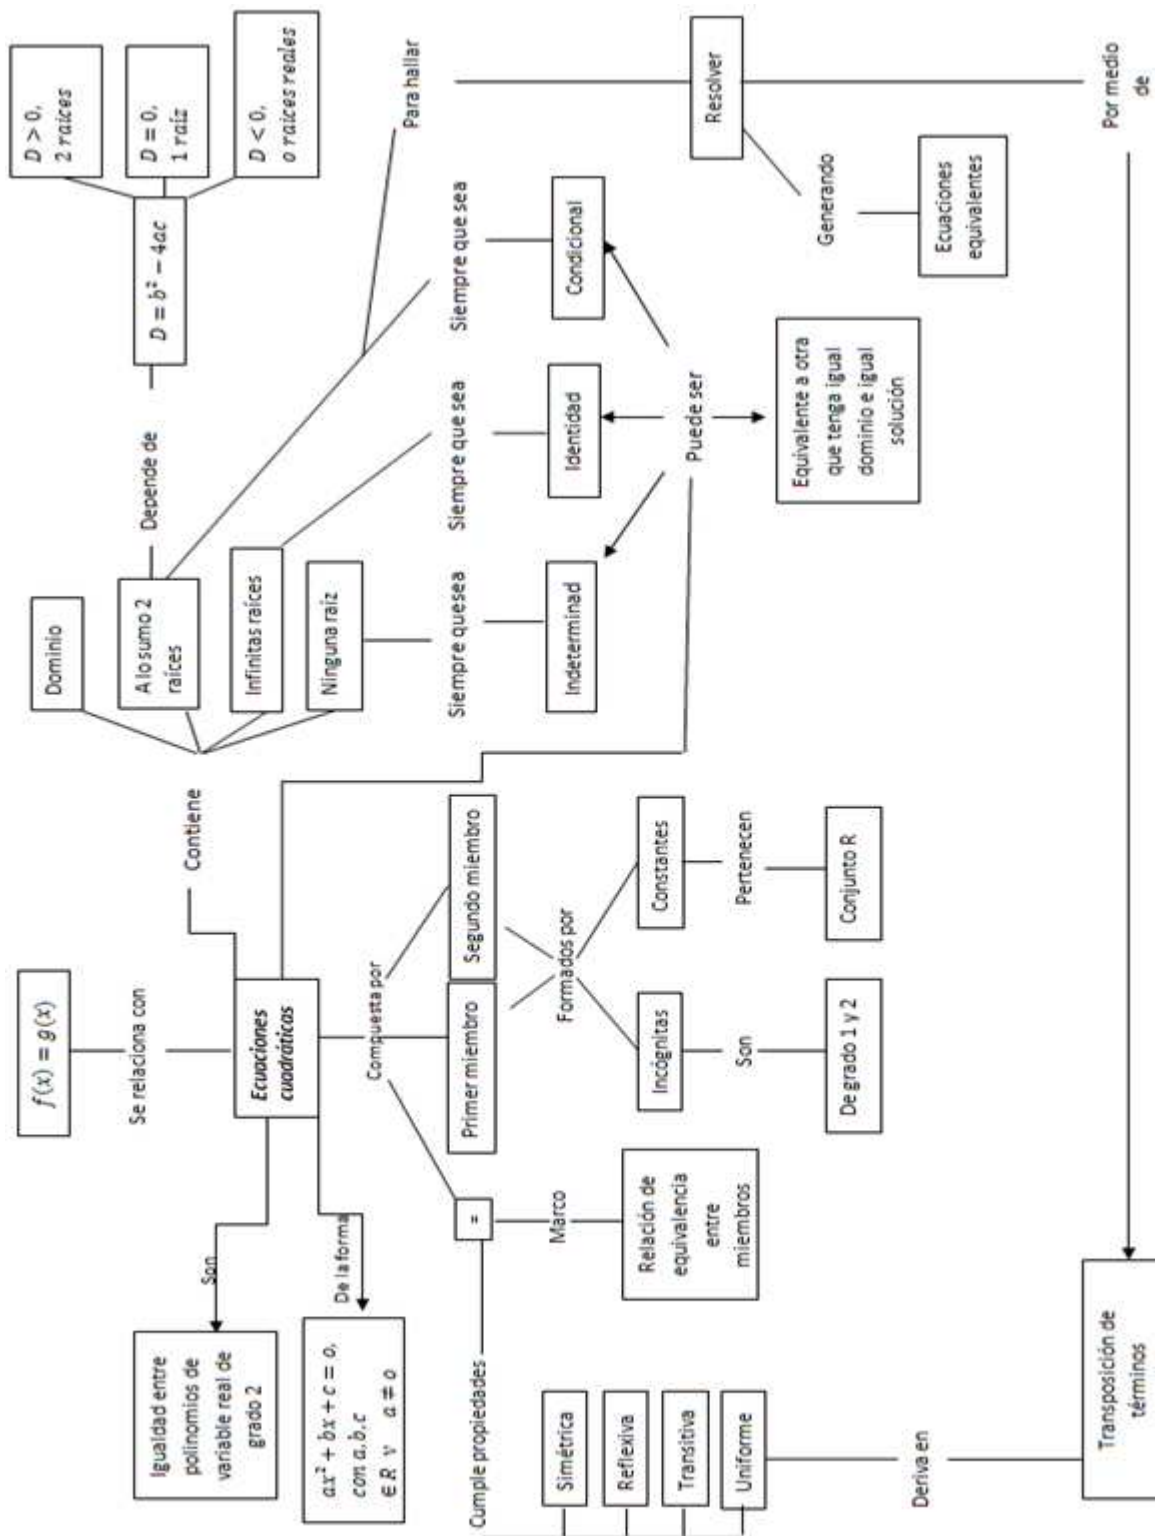 Igualdad entre
polinomios de
variable real de
grado 2
Son
ax² + bx + c = o,
con a,b,c
∈ R ∨ a ≠ o
De la forma
f(x) = g(x)
Se relaciona con
Ecuaciones
cuadráticas
Contiene
Dominio
A lo sumo 2
raíces
Infinitas raíces
Ninguna raíz
Depende de
D = b² − 4ac
D > 0,
2 raíces
D = 0,
1 raíz
D < 0,
o raíces reales
Para hallar
Compuesta por
=
Primer miembro
Segundo miembro
Siempre que sea
Siempre que sea
Siempre que sea
Indeterminad
Identidad
Condicional
Puede ser
Equivalente a otra
que tenga igual
dominio e igual
solución
Cumple propiedades
Simétrica
Reflexiva
Transitiva
Uniforme
Marco
Relación de
equivalencia
entre
miembros
Formados por
Incógnitas
Constantes
Son
Pertenecen
De grado 1 y 2
Conjunto R
Resolver
Generando
Ecuaciones
equivalentes
Por medio
de
Deriva en
Transposición de
términos